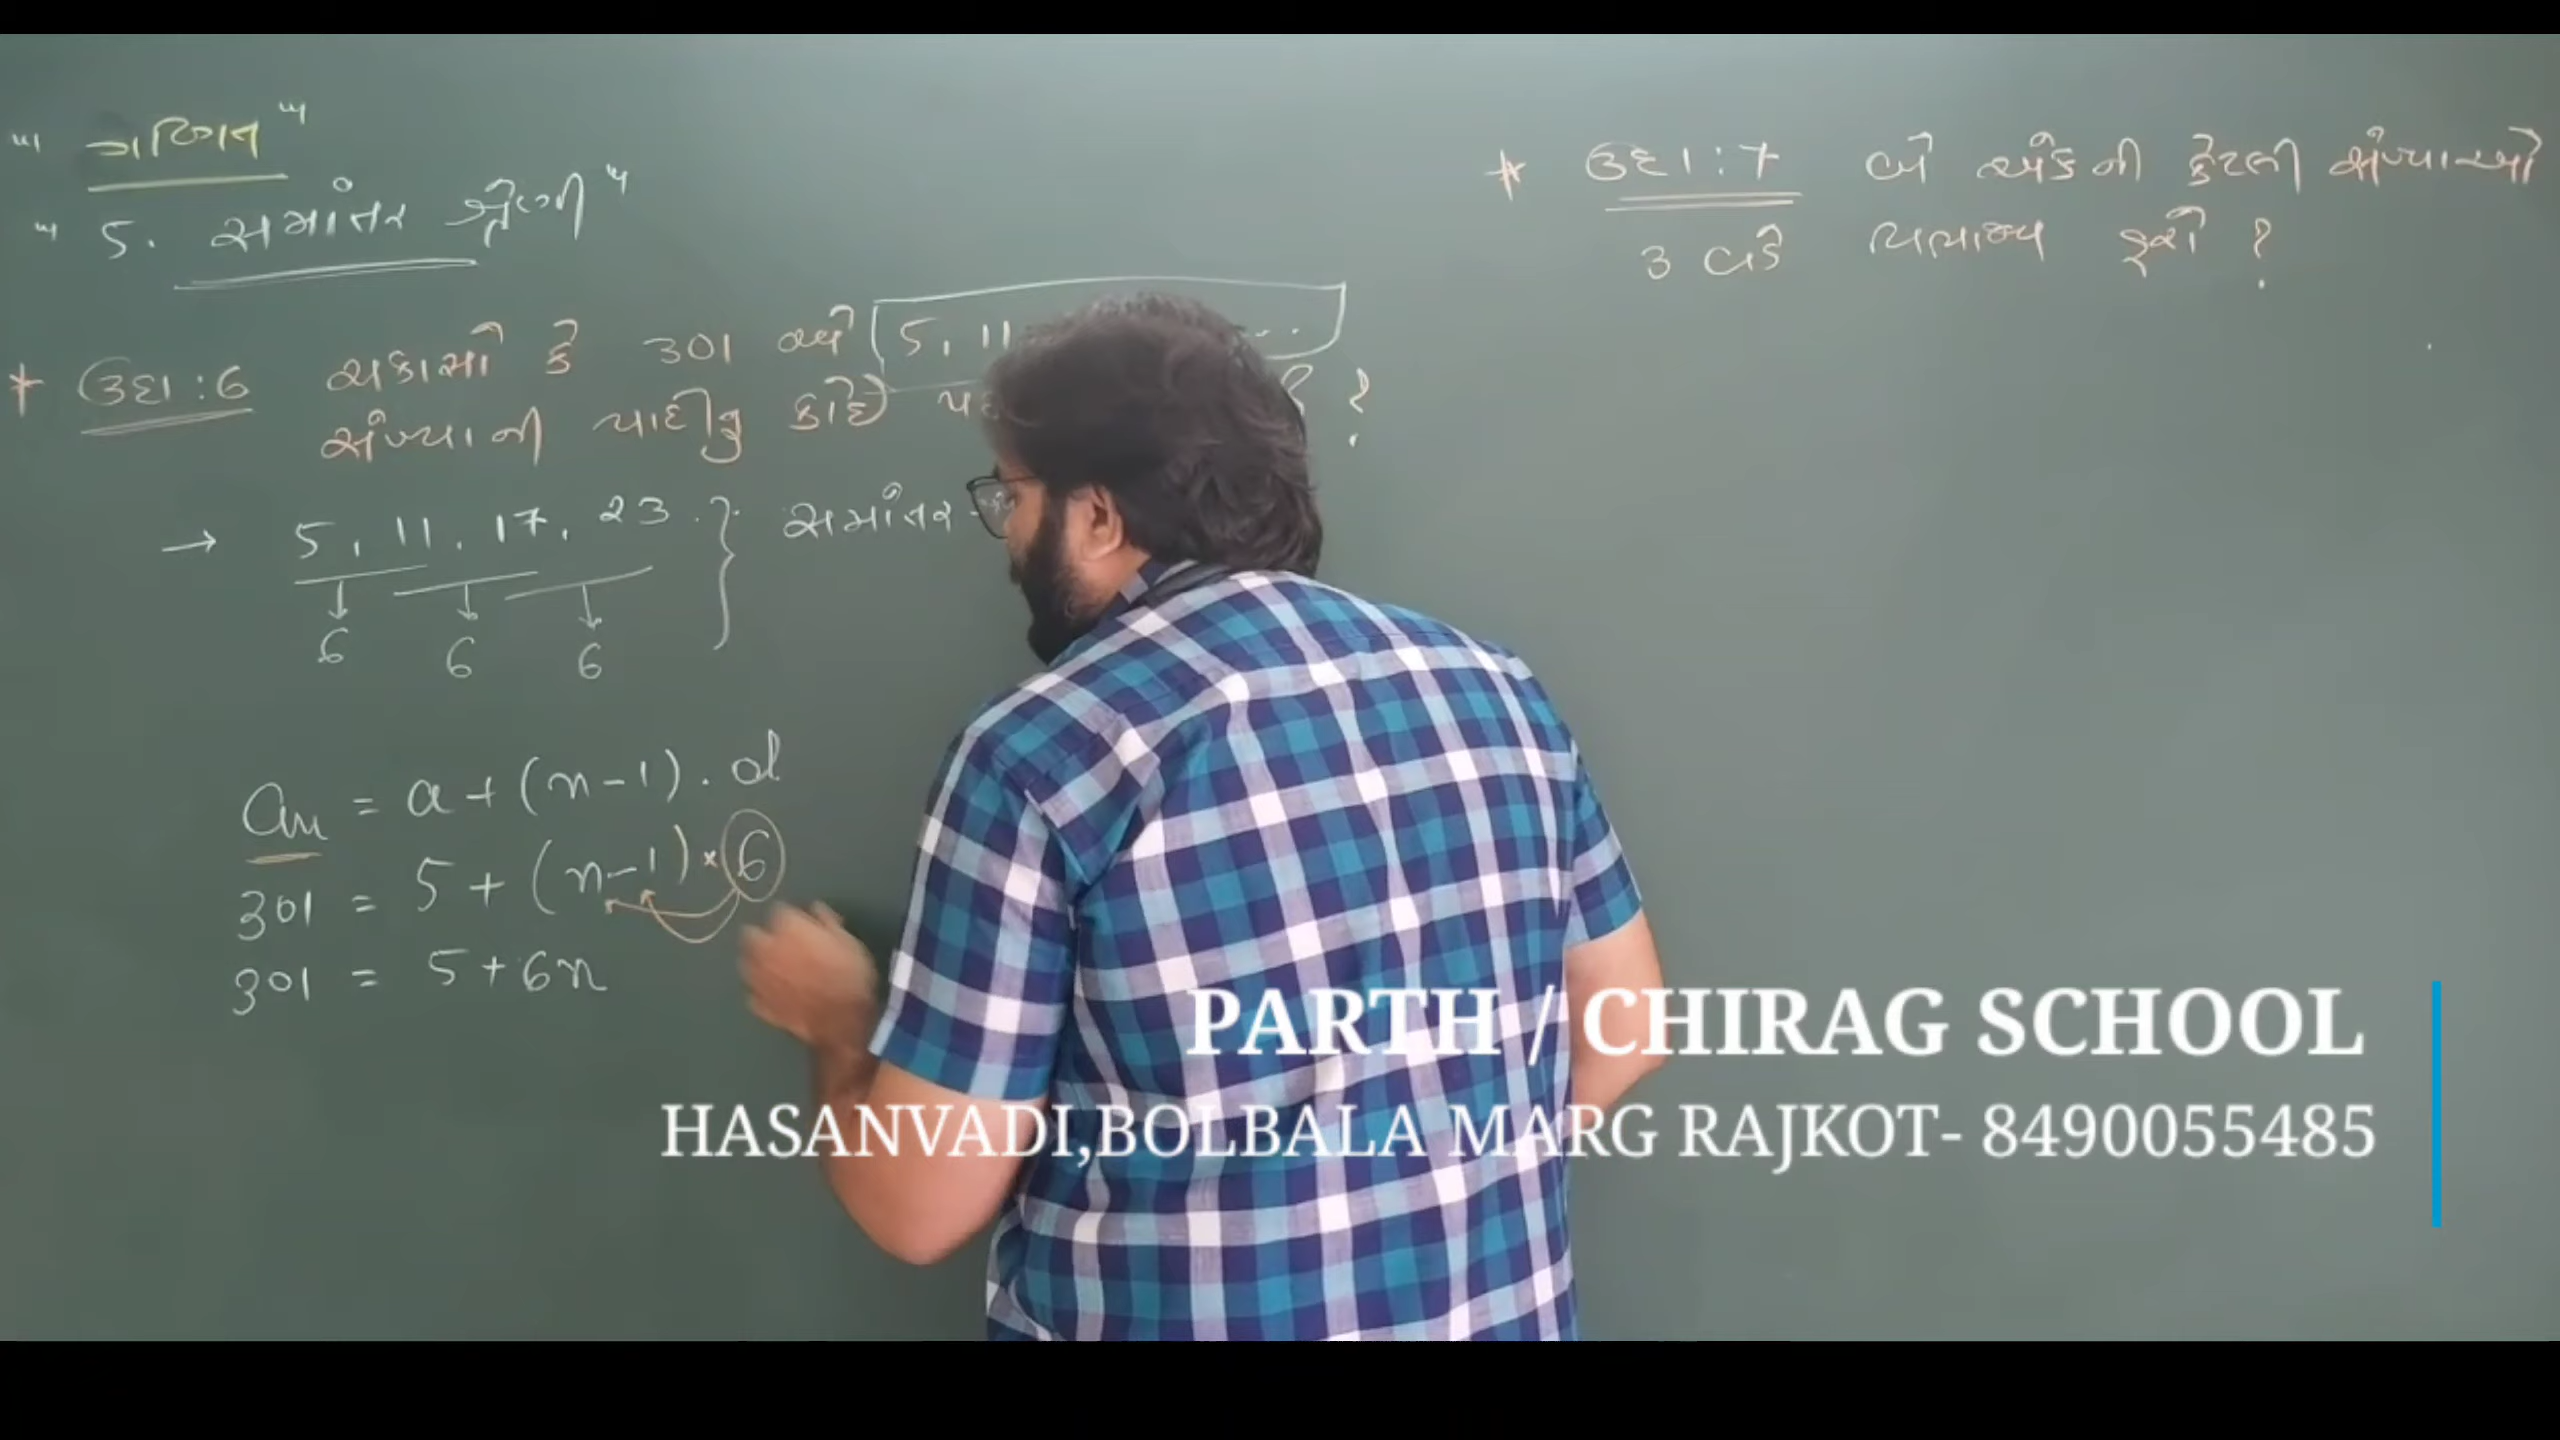 "ગણિત"
"5. સમાંતર શ્રેણી"
* ઉદા : 6 ચકાસો કે 301 એ 5, 11
સંખ્યાની યાદીનું કોઈ પદ ?
→ 5, 11, 17, 23 .. } સમાંતર
6 6 6
an = a + (n-1) . d
301 = 5 + (n-1) × 6
301 = 5 + 6n
* ઉદા : 7 બે અંકની કેટલી સંખ્યાઓ
3 વડે વિભાજ્ય હશે ?
PARTH / CHIRAG SCHOOL
HASANVADI,BOLBALA MARG RAJKOT- 8490055485